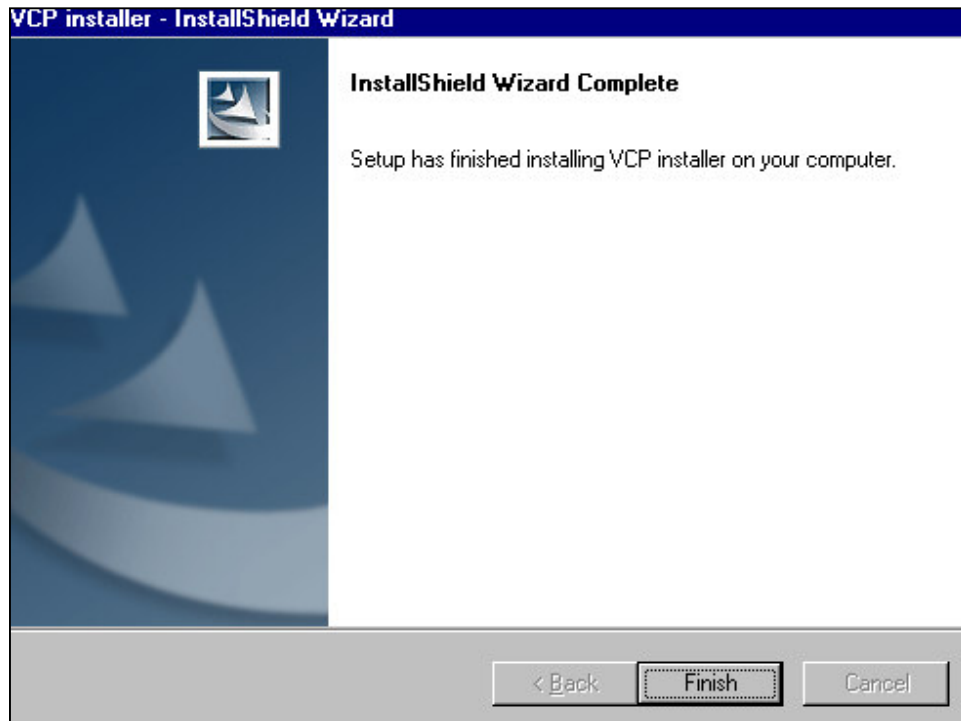 VCP installer - InstallShield Wizard
InstallShield Wizard Complete
Setup has finished installing VCP installer on your computer.
< Back
Finish
Cancel